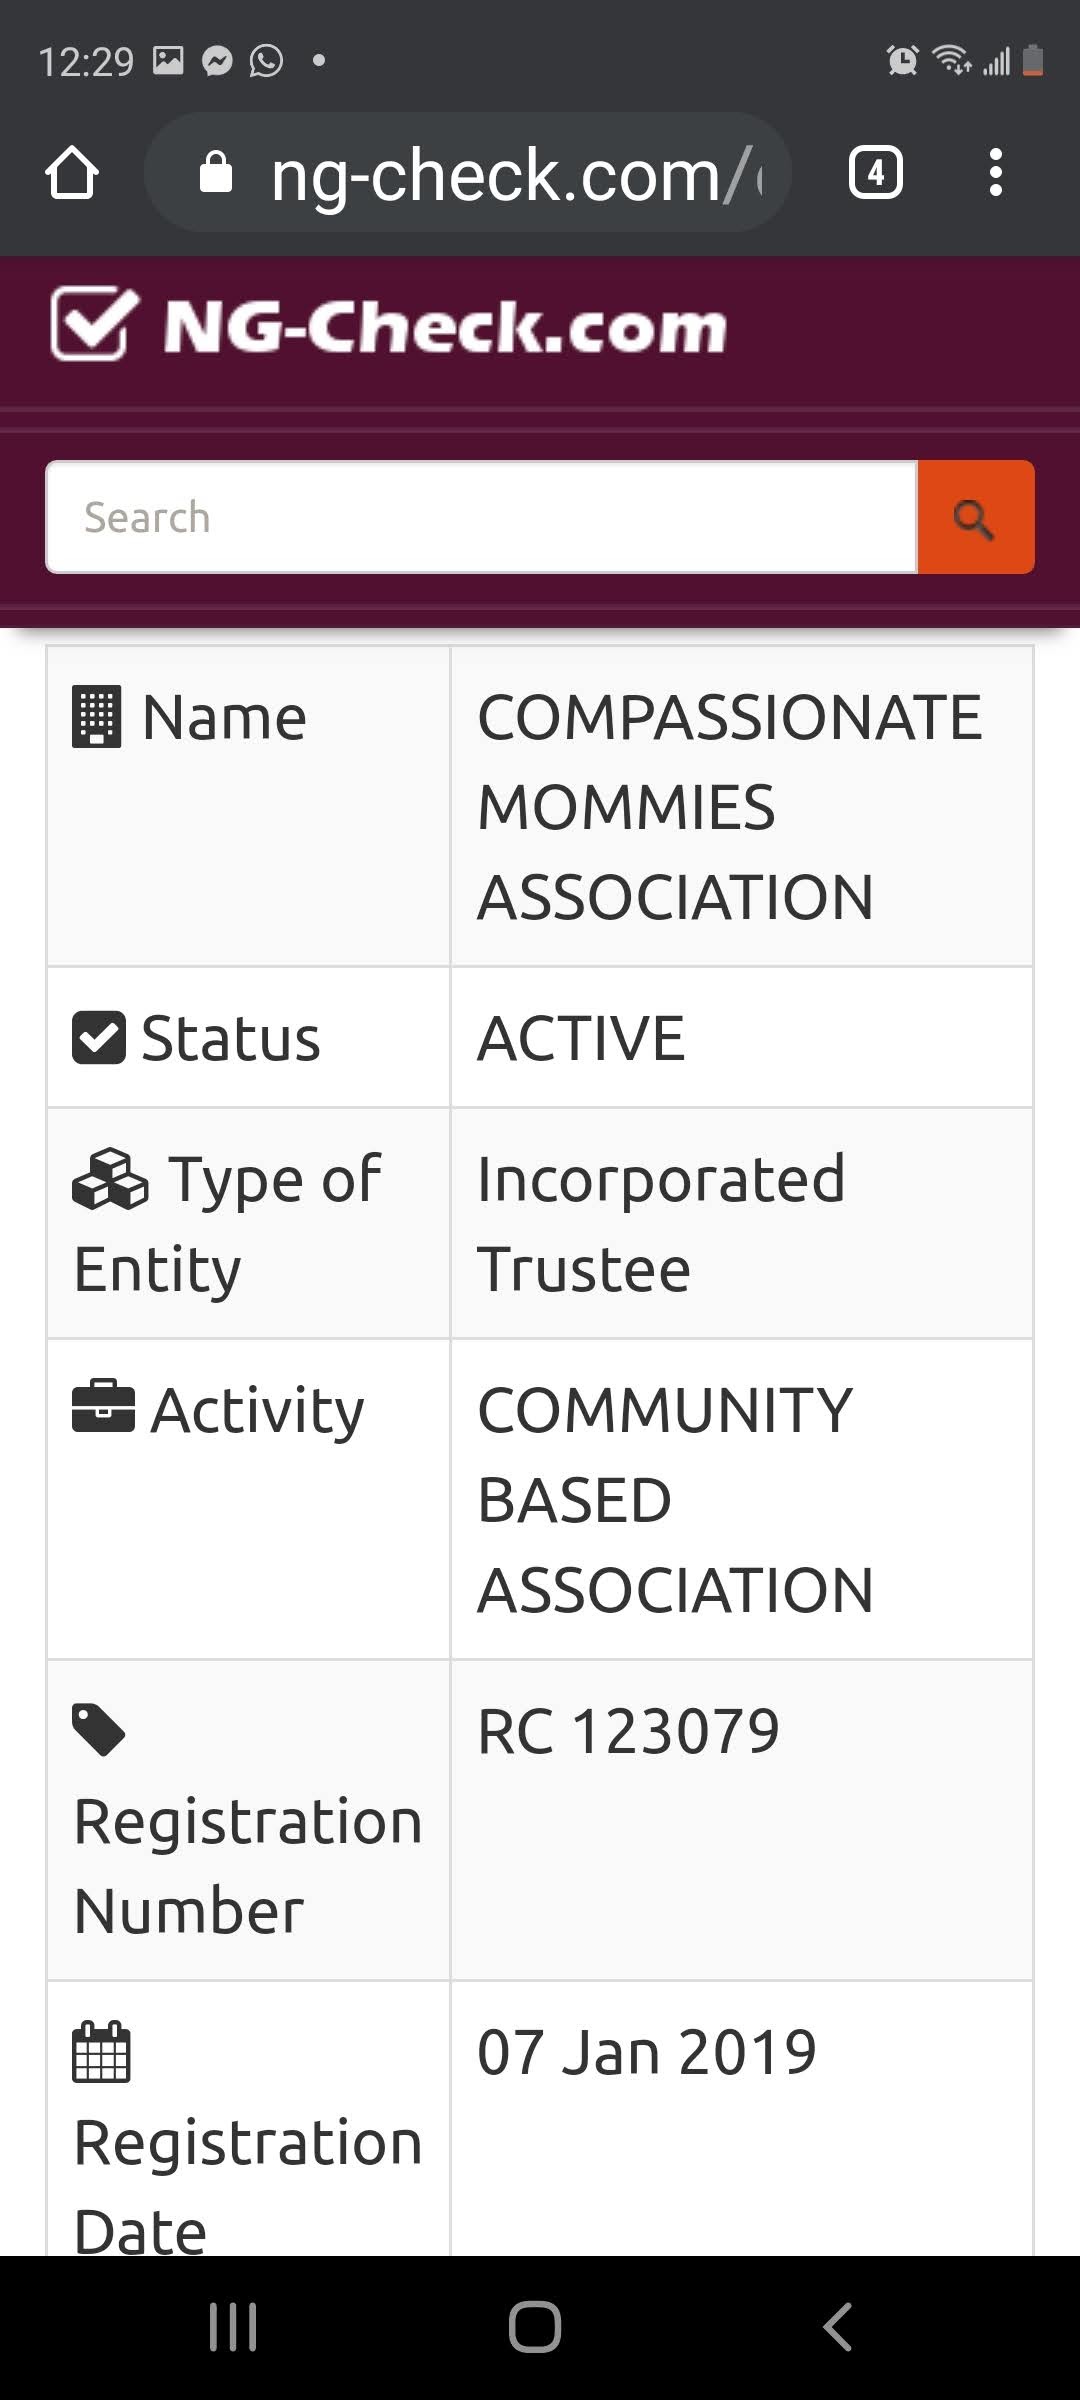 12:29
ng-check.com/
4
NG-Check.com
Search
Name
COMPASSIONATE
MOMMIES
ASSOCIATION
Status
ACTIVE
Type of
Entity
Incorporated
Trustee
Activity
COMMUNITY
BASED
ASSOCIATION
Registration
Number
RC 123079
Registration
Date
07 Jan 2019